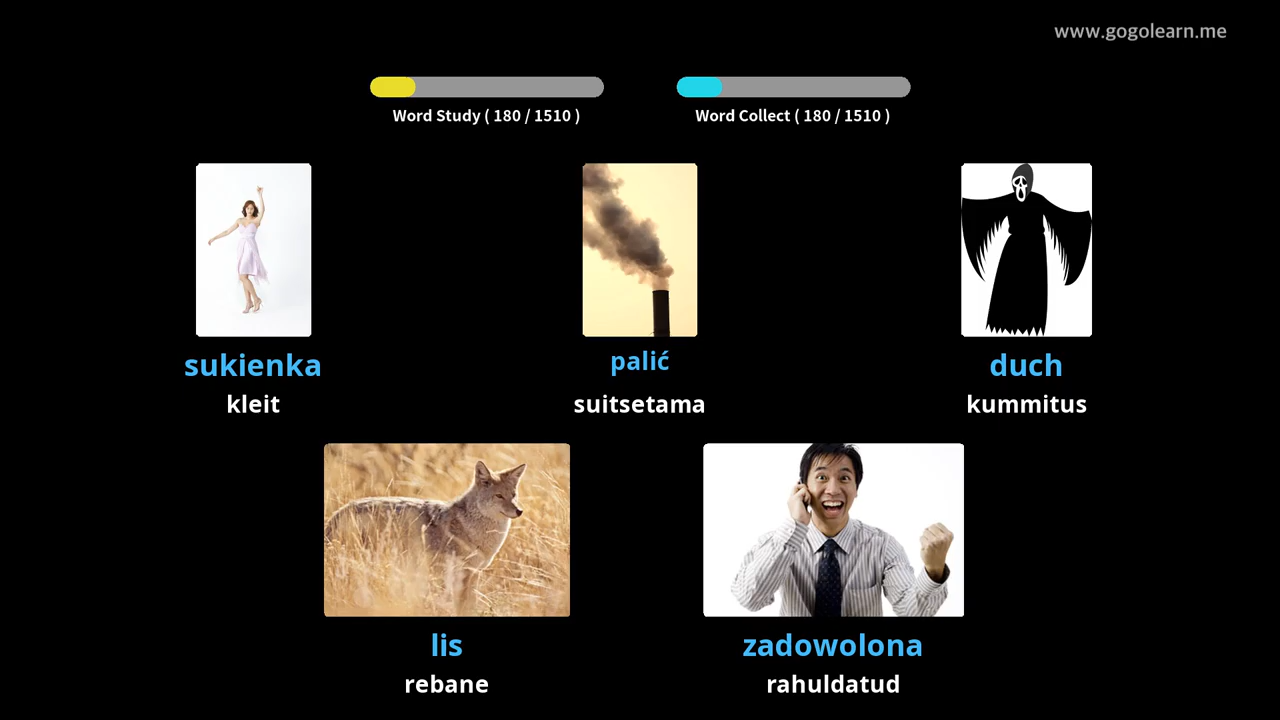 www.gogolearn.me
Word Study ( 180 / 1510 )
Word Collect ( 180 / 1510 )
sukienka
kleit
palić
suitsetama
duch
kummitus
lis
rebane
zadowolona
rahuldatud